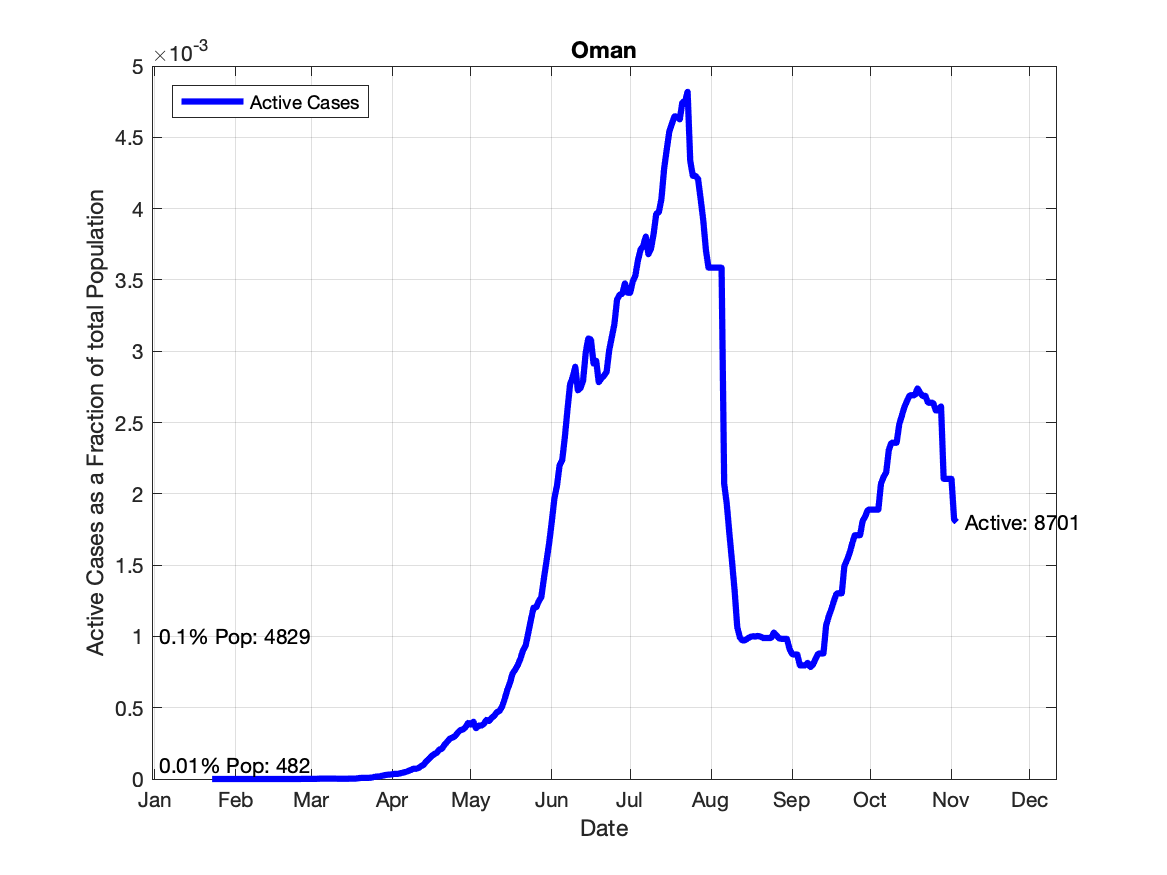 Oman
×10-3
Active Cases
5
4.5
4
3.5
3
2.5
2
1.5
1
0.5
0
Active Cases as a Fraction of total Population
0.1% Pop: 4829
0.01% Pop: 482
Active: 8701
Jan Feb Mar Apr May Jun Jul Aug Sep Oct Nov Dec
Date